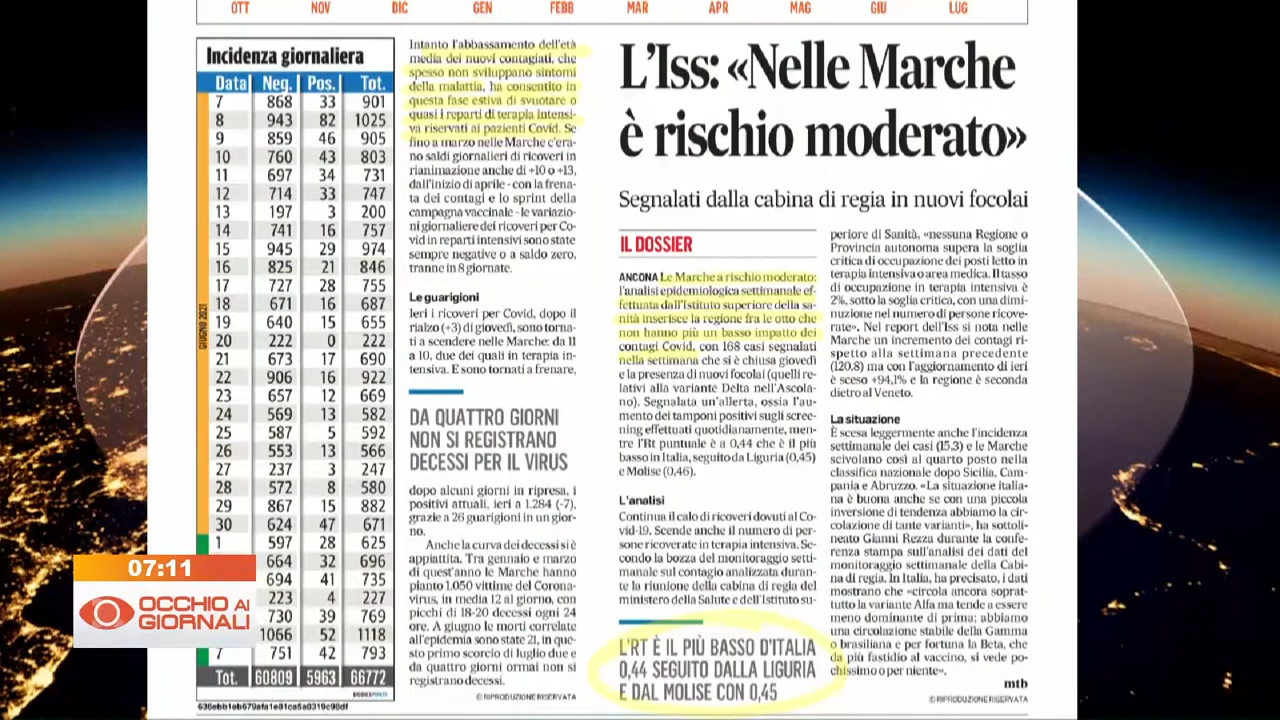 OTT NOV DIC GEN FEBB MAR APR MAG GIU LUG
Incidenza giornaliera
Data Neg. Pos. Tot.
7 868 33 901
8 943 82 1025
9 859 46 905
10 760 43 803
11 697 34 731
12 714 33 747
13 197 3 200
14 741 16 757
15 945 29 974
16 825 21 846
17 727 28 755
18 671 16 687
19 640 15 655
20 222 0 222
21 673 17 690
22 906 16 922
23 657 12 669
24 569 13 582
25 587 5 592
26 553 13 566
27 237 3 247
28 572 8 580
29 867 15 882
30 624 47 671
1 597 28 625
664 32 696
694 41 735
223 4 227
730 39 769
1066 52 1118
7 751 42 793
Tot. 60809 5963 66772
GIUGNO 2021
636ebb1eb679afa1e81ca5a0319c98df
07:11
OCCHIO AI
GIORNALI
Intanto l'abbassamento dell'età
media dei nuovi contagiati, che
spesso non sviluppano sintomi
della malattia, ha consentito in
questa fase estiva di svuotare o
quasi i reparti di terapia intensi-
va riservati ai pazienti Covid. Se
fino a marzo nelle Marche c'era-
no saldi giornalieri di ricoveri in
rianimazione anche di +10 o +13,
dall'inizio di aprile - con la frena-
ta dei contagi e lo sprint della
campagna vaccinale - le variazio-
ni giornaliere dei ricoveri per Co-
vid in reparti intensivi sono state
sempre negative o a saldo zero,
tranne in 8 giornate.
Le guarigioni
Ieri i ricoveri per Covid, dopo il
rialzo (+3) di giovedì, sono torna-
ti a scendere nelle Marche: da 11
a 10, due dei quali in terapia in-
tensiva. E sono tornati a frenare,
DA QUATTRO GIORNI
NON SI REGISTRANO
DECESSI PER IL VIRUS
dopo alcuni giorni in ripresa, i
positivi attuali, ieri a 1.284 (-7),
grazie a 26 guarigioni in un gior-
no.
Anche la curva dei decessi si è
appiattita. Tra gennaio e marzo
di quest'anno le Marche hanno
pianto 1.050 vittime del Corona-
virus, in media 12 al giorno, con
picchi di 18-20 decessi ogni 24
ore. A giugno le morti correlate
all'epidemia sono state 21, in que-
sto primo scorcio di luglio due e
da quattro giorni ormai non si
registrano decessi.
© RIPRODUZIONE RISERVATA
L'Iss: «Nelle Marche
è rischio moderato»
Segnalati dalla cabina di regia in nuovi focolai
IL DOSSIER
ANCONA Le Marche a rischio moderato:
l'analisi epidemiologica settimanale ef-
fettuata dall'Istituto superiore della sa-
nità inserisce la regione fra le otto che
non hanno più un basso impatto dei
contagi Covid, con 168 casi segnalati
nella settimana che si è chiusa giovedì
e la presenza di nuovi focolai (quelli re-
lativi alla variante Delta nell'Ascola-
no). Segnalata un'allerta, ossia l'au-
mento dei tamponi positivi sugli scree-
ning effettuati quotidianamente, men-
tre l'Rt puntuale è a 0,44 che è il più
basso in Italia, seguito da Liguria (0,45)
e Molise (0,46).
L'analisi
Continua il calo di ricoveri dovuti al Co-
vid-19. Scende anche il numero di per-
sone ricoverate in terapia intensiva. Se-
condo la bozza del monitoraggio setti-
manale sul contagio analizzata duran-
te la riunione della cabina di regia del
ministero della Salute e dell'Istituto su-
L'RT È IL PIÙ BASSO D'ITALIA
0,44 SEGUITO DALLA LIGURIA
E DAL MOLISE CON 0,45
periore di Sanità, «nessuna Regione o
Provincia autonoma supera la soglia
critica di occupazione dei posti letto in
terapia intensiva o area medica. Il tasso
di occupazione in terapia intensiva è
2%, sotto la soglia critica, con una dimi-
nuzione nel numero di persone ricove-
rate». Nel report dell'Iss si nota nelle
Marche un incremento dei contagi ri-
spetto alla settimana precedente
(120.8) ma con l'aggiornamento di ieri
è sceso +94,1% e la regione è seconda
dietro al Veneto.
La situazione
È scesa leggermente anche l'incidenza
settimanale dei casi (15.3) e le Marche
scivolano così al quarto posto nella
classifica nazionale dopo Sicilia, Cam-
pania e Abruzzo. «La situazione italia-
na è buona anche se con una piccola
inversione di tendenza abbiamo la cir-
colazione di tante varianti», ha sottoli-
neato Gianni Rezza durante la confe-
renza stampa sull'analisi dei dati del
monitoraggio settimanale della Cabi-
na di regia. In Italia, ha precisato, i dati
mostrano che «circola ancora soprat-
tutto la variante Alfa ma tende a essere
meno dominante di prima; abbiamo
una circolazione stabile della Gamma
o brasiliana e per fortuna la Beta, che
da più fastidio al vaccino, si vede po-
chissimo o per niente».
mtb
© RIPRODUZIONE RISERVATA